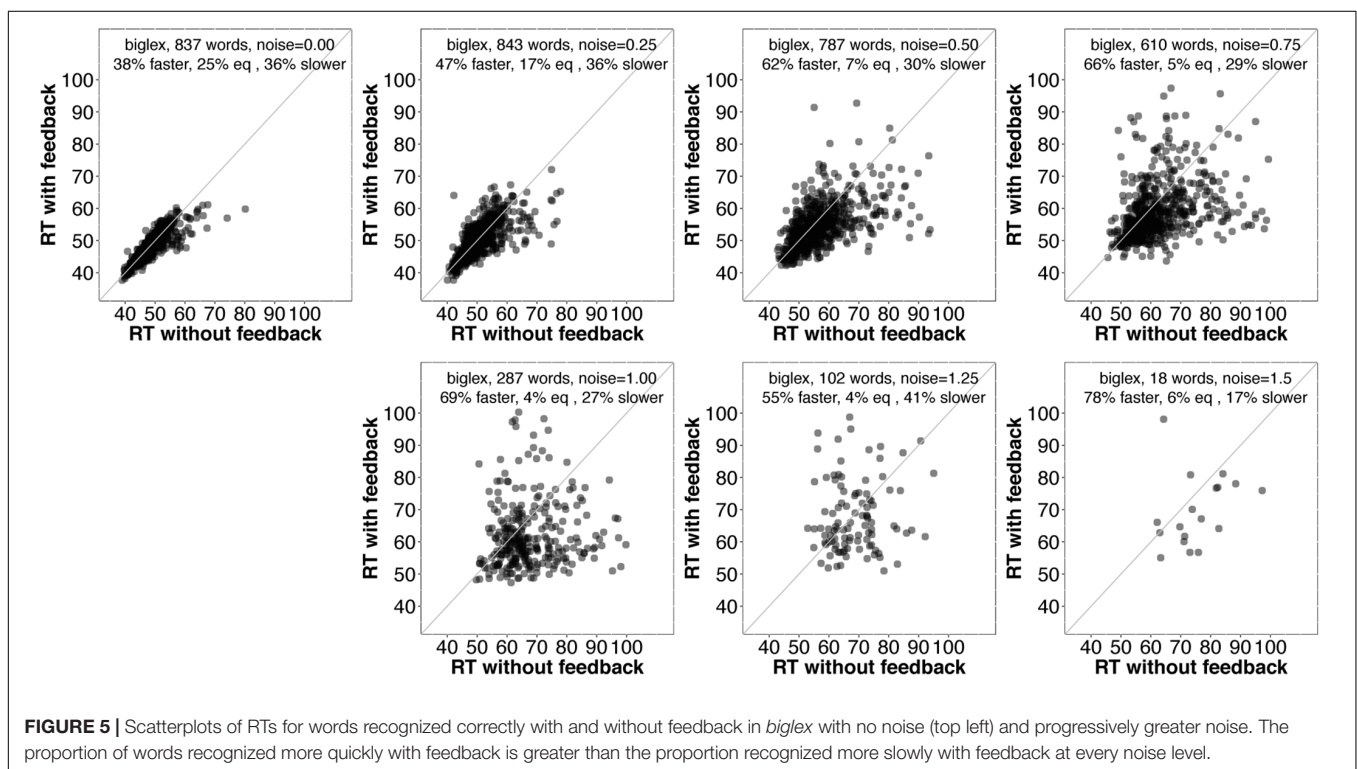 biglex, 837 words, noise=0.00
38% faster, 25% eq , 36% slower
RT with feedback
100
90
80
70
60
50
40
40 50 60 70 80 90 100
RT without feedback
biglex, 843 words, noise=0.25
47% faster, 17% eq , 36% slower
RT with feedback
100
90
80
70
60
50
40
40 50 60 70 80 90 100
RT without feedback
biglex, 787 words, noise=0.50
62% faster, 7% eq , 30% slower
RT with feedback
100
90
80
70
60
50
40
40 50 60 70 80 90 100
RT without feedback
biglex, 610 words, noise=0.75
66% faster, 5% eq , 29% slower
RT with feedback
100
90
80
70
60
50
40
40 50 60 70 80 90 100
RT without feedback
biglex, 287 words, noise=1.00
69% faster, 4% eq , 27% slower
RT with feedback
100
90
80
70
60
50
40
40 50 60 70 80 90 100
RT without feedback
biglex, 102 words, noise=1.25
55% faster, 4% eq , 41% slower
RT with feedback
100
90
80
70
60
50
40
40 50 60 70 80 90 100
RT without feedback
biglex, 18 words, noise=1.5
78% faster, 6% eq , 17% slower
RT with feedback
100
90
80
70
60
50
40
40 50 60 70 80 90 100
RT without feedback
FIGURE 5 | Scatterplots of RTs for words recognized correctly with and without feedback in biglex with no noise (top left) and progressively greater noise. The
proportion of words recognized more quickly with feedback is greater than the proportion recognized more slowly with feedback at every noise level.